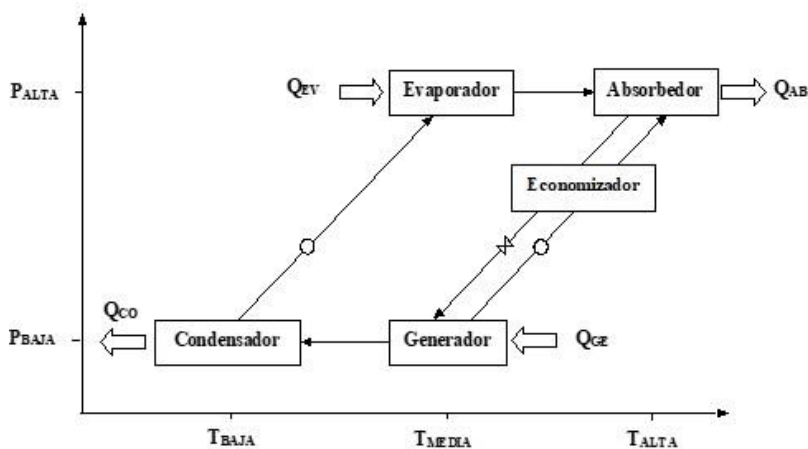 PALTA
QEV
Evaporador
Absorbedor
QAB
Economizador
QCO
PBAJA
Condensador
Generador
QGE
TBAJA
TMEDIA
TALTA